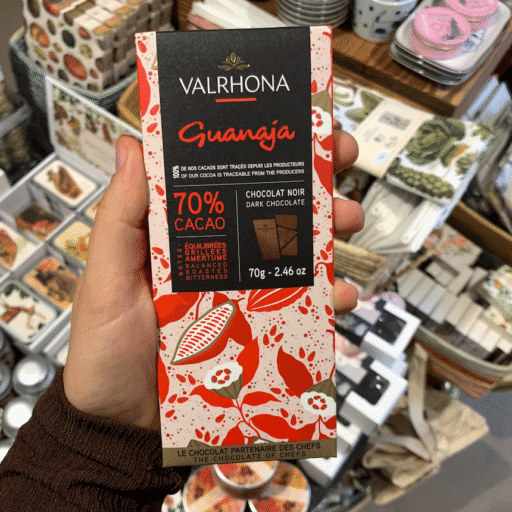 VALRHONA
Guanaja
100%
DE NOS CACAOS SONT TRAÇÉS DEPUIS LES PRODUCTEURS
OF OUR COCOA IS TRACEABLE FROM THE PRODUCERS
70%
CACAO
NOTES
ÉQUILIBRÉES
GRILLÉES
AMERTUME
BALANCED
ROASTED
BITTERNESS
CHOCOLAT NOIR
DARK CHOCOLATE
70g - 2.46 oz
LE CHOCOLAT PARTENAIRE DES CHEFS
THE CHOCOLATE OF CHEFS